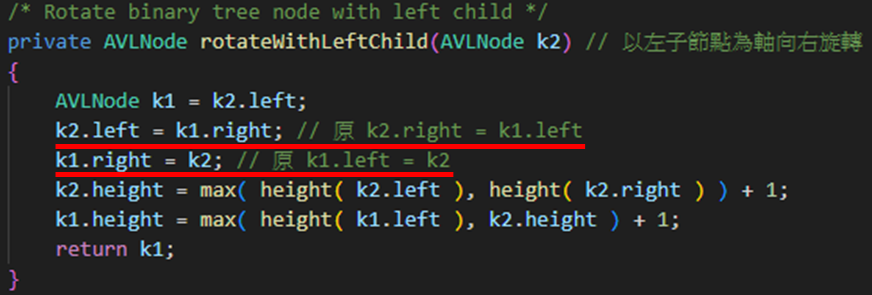 /* Rotate binary tree node with left child */
private AVLNode rotateWithLeftChild(AVLNode k2) // 以左子節點為軸向右旋轉
{
    AVLNode k1 = k2.left;
    k2.left = k1.right; // 原 k2.right = k1.left
    k1.right = k2; // 原 k1.left = k2
    k2.height = max( height( k2.left ), height( k2.right ) ) + 1;
    k1.height = max( height( k1.left ), k2.height ) + 1;
    return k1;
}